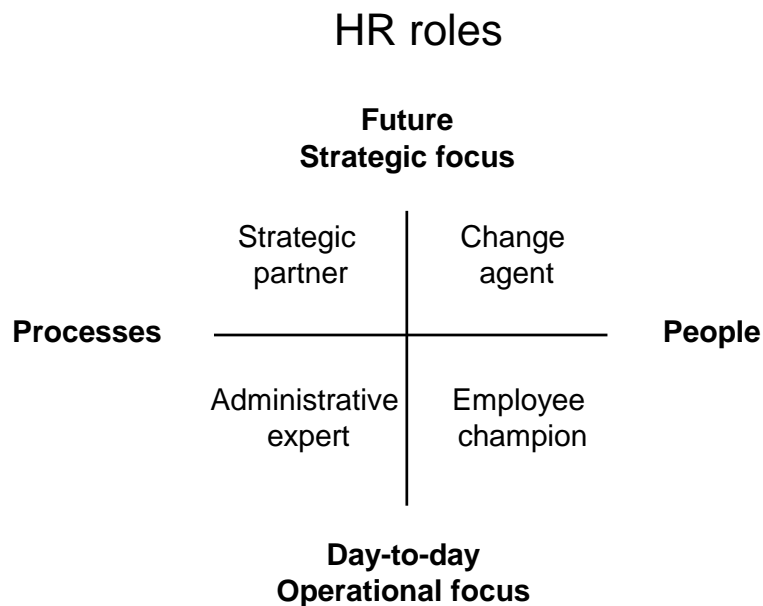 HR roles
Future
Strategic focus
Strategic
partner
Change
agent
Processes
People
Administrative
expert
Employee
champion
Day-to-day
Operational focus